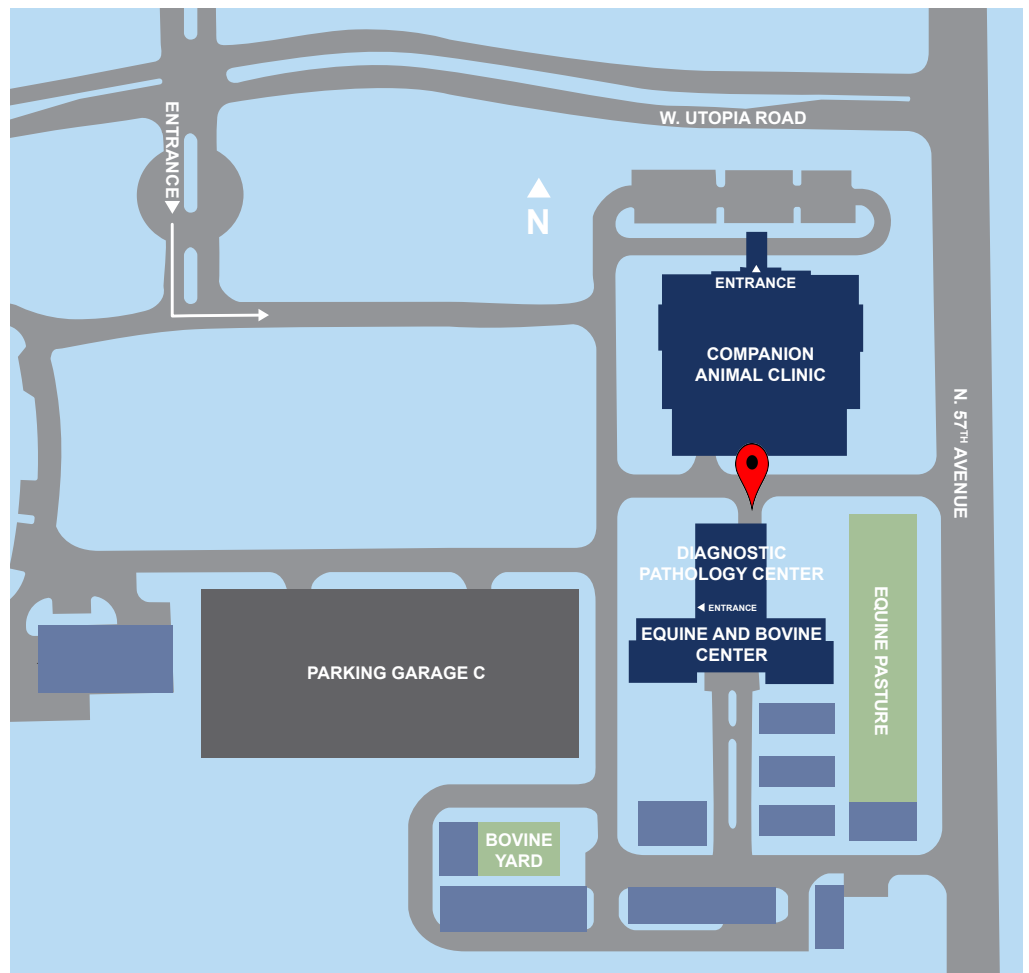 ENTRANCE
W. UTOPIA ROAD
N
ENTRANCE
COMPANION
ANIMAL CLINIC
N. 57TH AVENUE
DIAGNOSTIC
PATHOLOGY CENTER
ENTRANCE
EQUINE AND BOVINE
CENTER
EQUINE PASTURE
PARKING GARAGE C
BOVINE
YARD